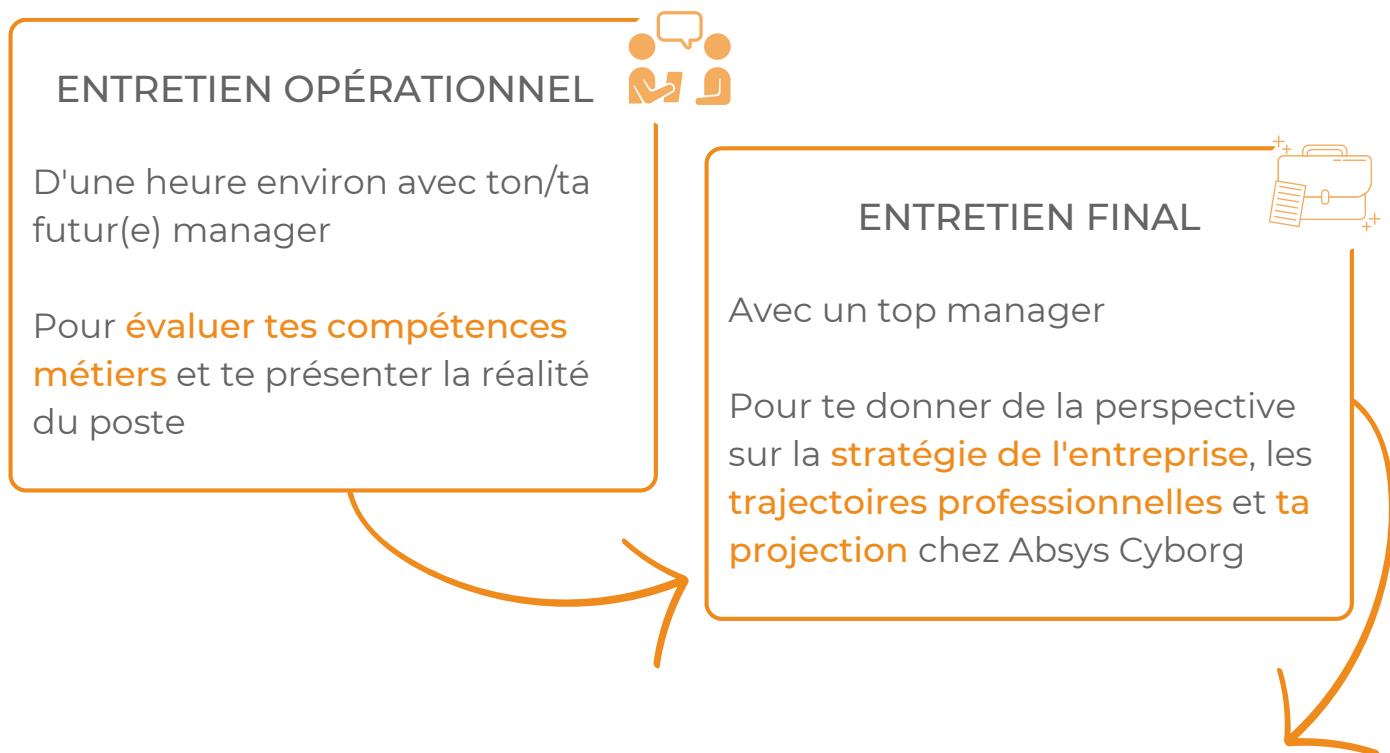 ENTRETIEN OPÉRATIONNEL
D'une heure environ avec ton/ta
futur(e) manager
Pour évaluer tes compétences
métiers et te présenter la réalité
du poste
ENTRETIEN FINAL
Avec un top manager
Pour te donner de la perspective
sur la stratégie de l'entreprise, les
trajectoires professionnelles et ta
projection chez Absys Cyborg